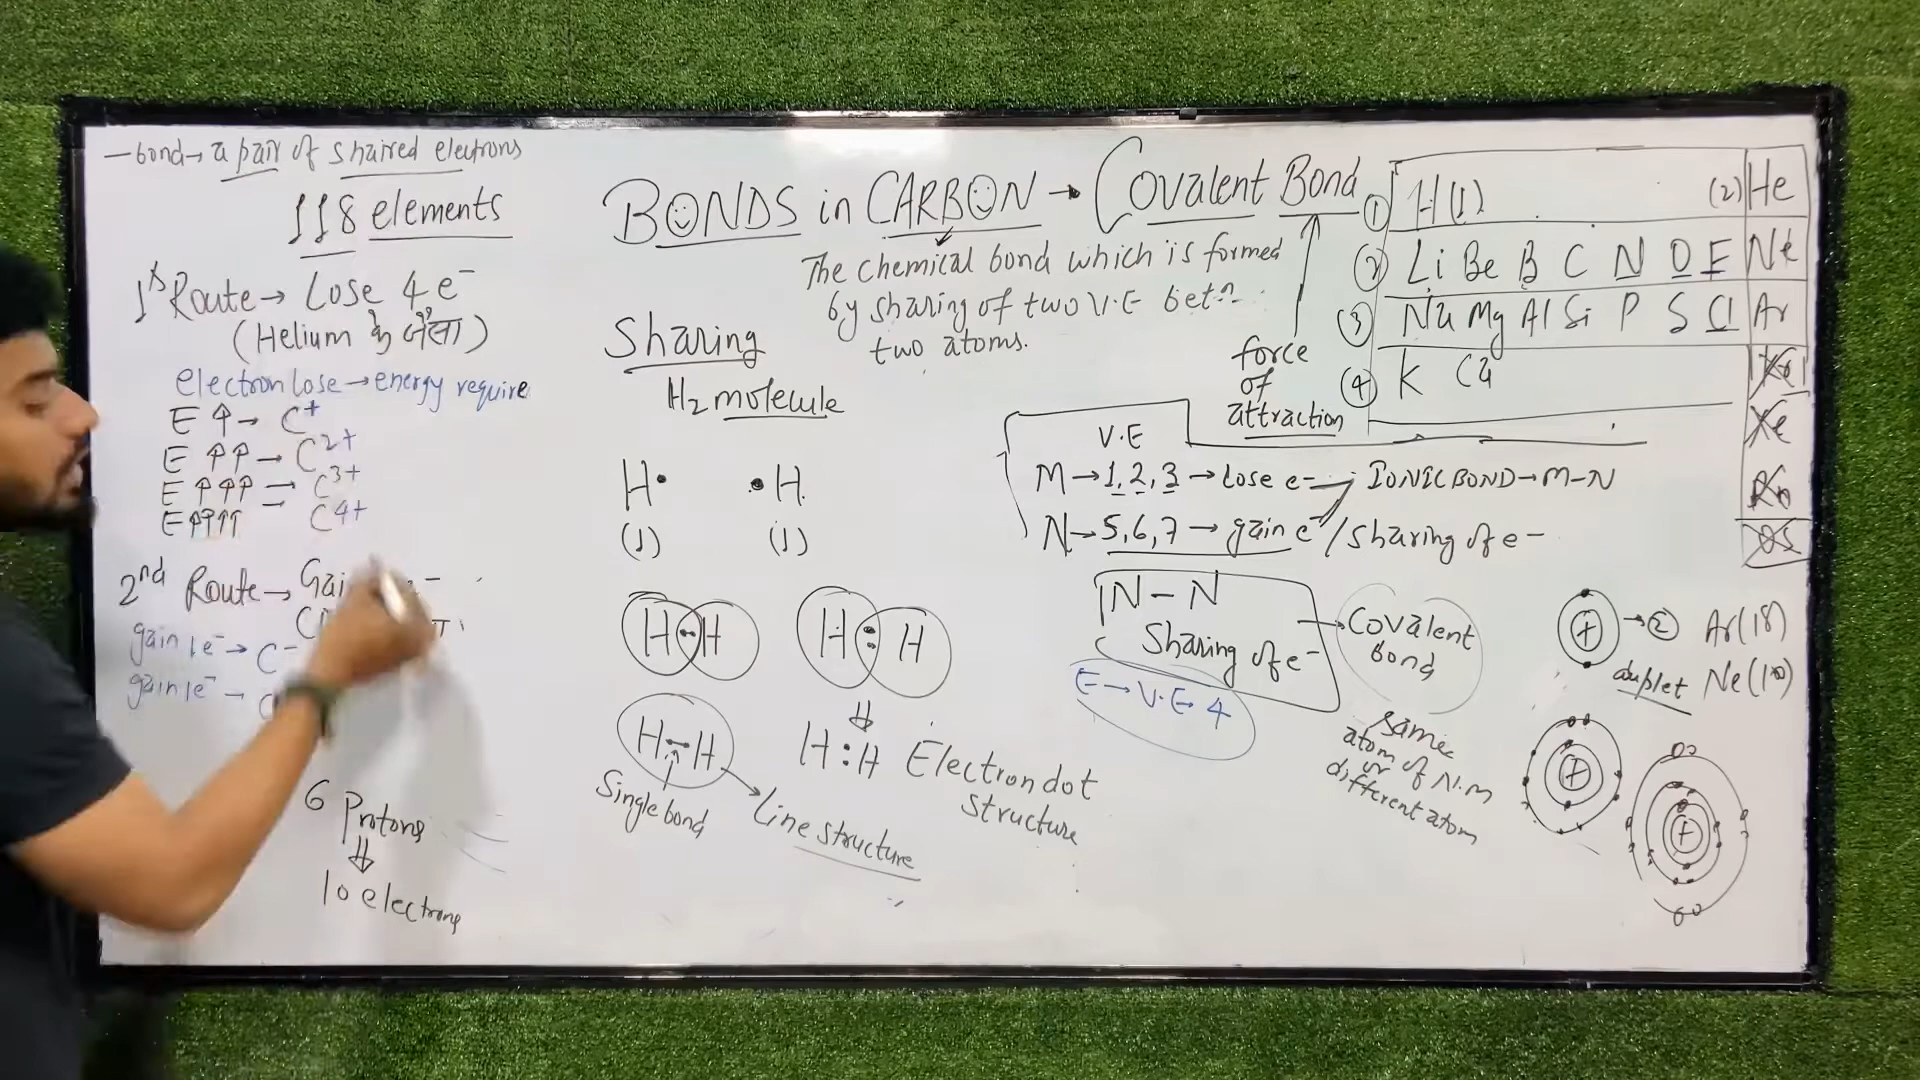 —bond→ a pair of shaired electrons
118 elements
1st Route → Lose 4e⁻
(Helium के जैसा)
electron lose → energy require
E ↑ → C⁺
E ↑↑ → C²⁺
E ↑↑↑ → C³⁺
E ↑↑↑↑ – C⁴⁺
2nd Route →
gain 1e⁻ → C⁻
gain 1e⁻ →
6 Protons
⇓
10 electrons
BONDS in CARBON → Covalent Bond
The chemical bond which is formed
by sharing of two V.E betn
two atoms.
Sharing
H₂ molecule
H• •H
(1) (1)
H••H H:H
H–H
Single bond
Line structure
⇓
H:H Electron dot
structure
force
of
attraction
V.E
M→1,2,3→Lose e– IONIC BOND→M–N
N→5,6,7→gain e⁻/sharing of e–
N–N
Sharing of e⁻
E→V.E→4
Covalent
Bond
same
atom of N.M
or
different atom
① H(1) (2) He
② Li Be B C N O F Ne
(3) Na Mg Al Si P S Cl Ar
④ K Ca
Xe
Rn
Os
+ → ② Ar(18)
duplet Ne(10)
+
+